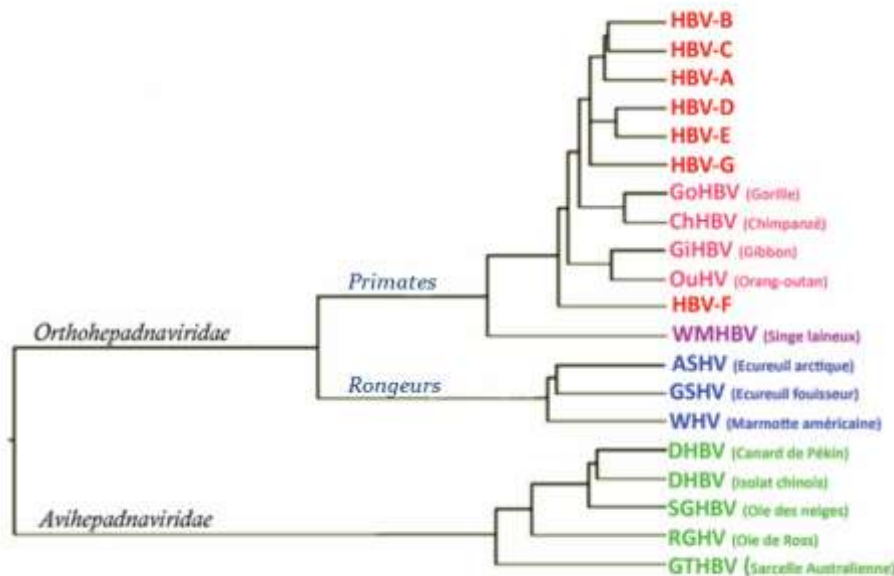 HBV-B
HBV-C
HBV-A
HBV-D
HBV-E
HBV-G
GoHBV (Gorille)
ChHBV (Chimpanzé)
GiHBV (Gibbon)
Primates
OuHV (Orang-outan)
HBV-F
Orthohepadnaviridae
WMHBV (Singe laineux)
ASHV (Ecureuil arctique)
Rongeurs
GSHV (Ecureuil fouisseur)
WHV (Marmotte américaine)
DHBV (Canard de Pékin)
DHBV (Isolat chinois)
SGHBV (Oie des neiges)
Avihepadnaviridae
RGHV (Oie de Ross)
GTHBV (Sarcelle Australienne)